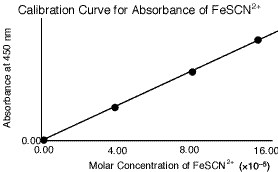 Calibration Curve for Absorbance of FeSCN²⁺
Absorbance at 450 nm
0.00
0.00 4.00 8.00 16.00
Molar Concentration of FeSCN²⁺ (×10⁻⁵)